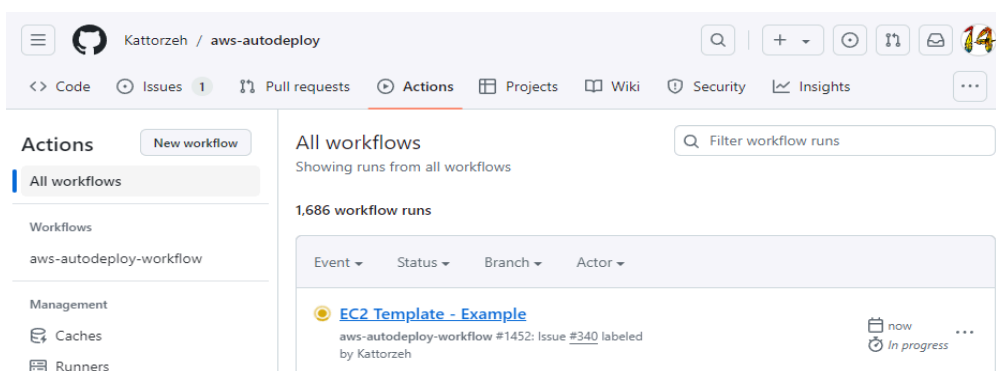 Kattorzeh / aws-autodeploy
14
<> Code Issues 1 Pull requests Actions Projects Wiki Security Insights
Actions
New workflow
All workflows
Workflows
aws-autodeploy-workflow
Management
Caches
Runners
All workflows
Showing runs from all workflows
Filter workflow runs
1,686 workflow runs
Event Status Branch Actor
EC2 Template - Example
aws-autodeploy-workflow #1452: Issue #340 labeled
by Kattorzeh
now
In progress